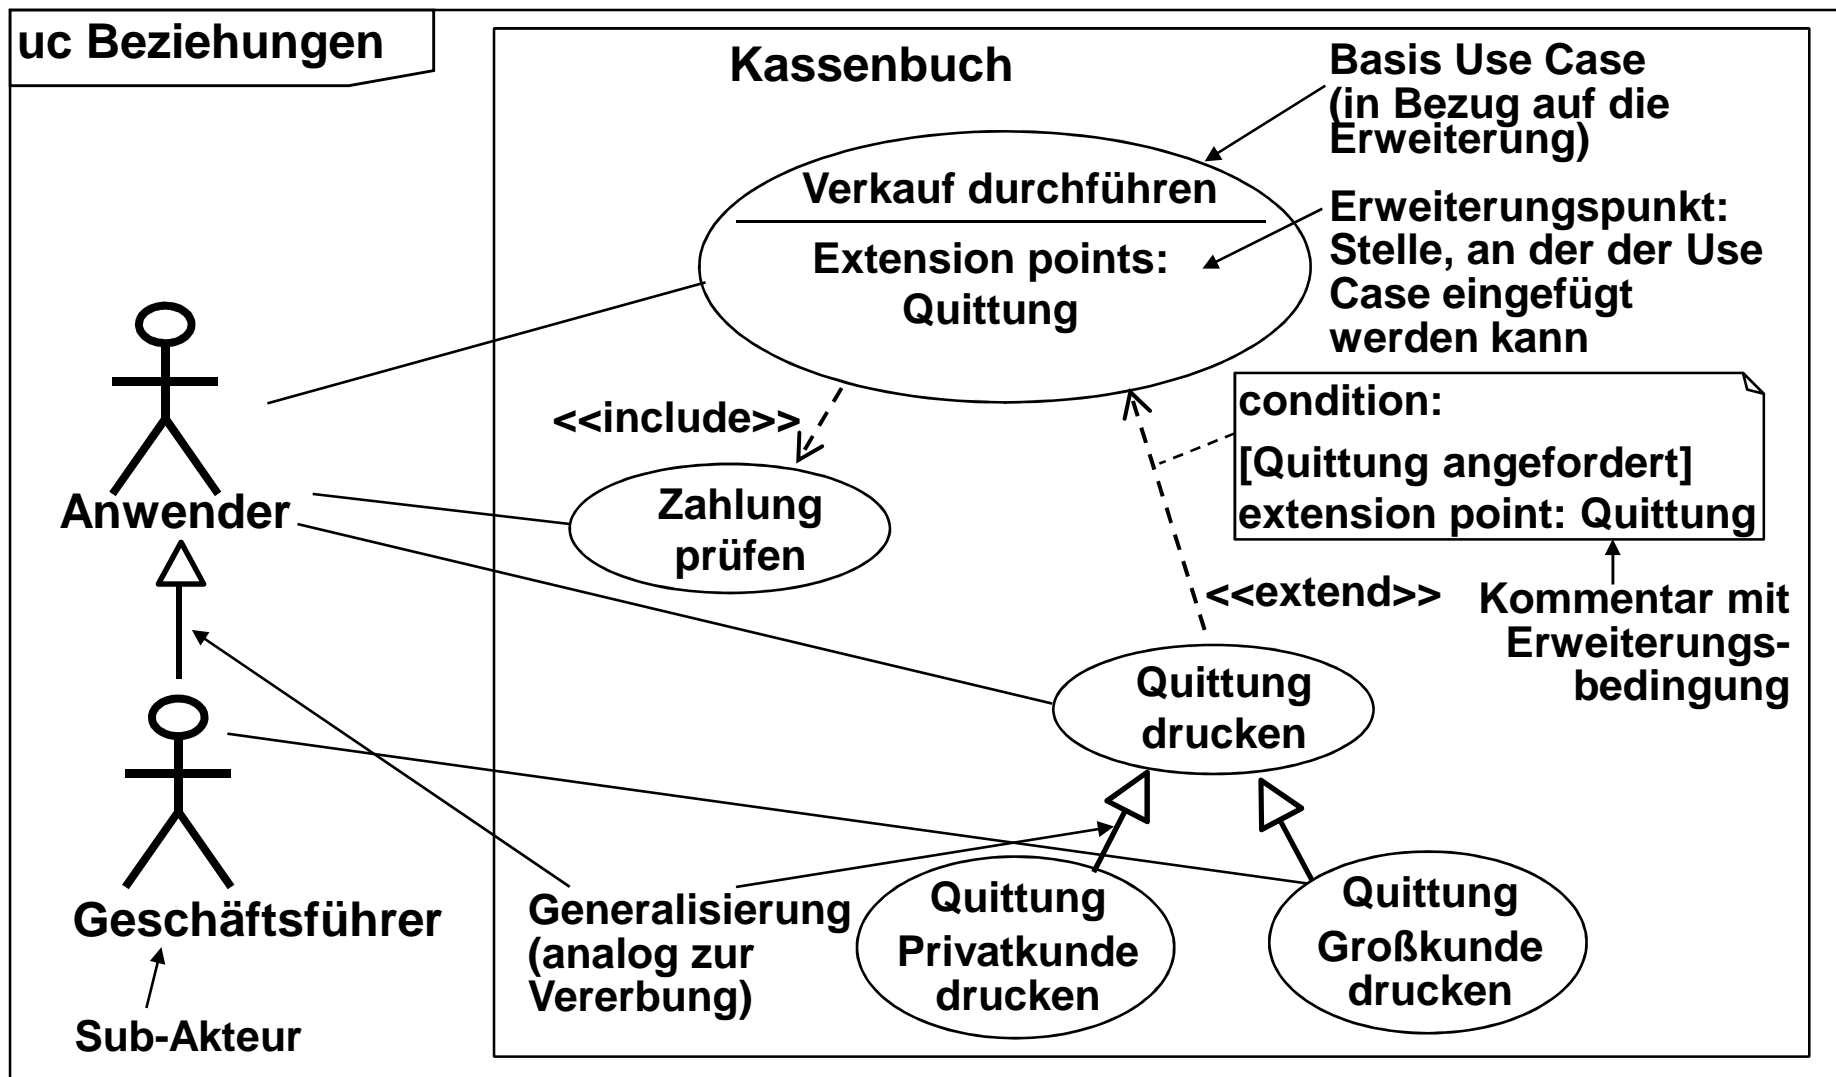 uc Beziehungen
Kassenbuch
Basis Use Case
(in Bezug auf die
Erweiterung)
Verkauf durchführen
Extension points:
Quittung
Erweiterungspunkt:
Stelle, an der der Use
Case eingefügt
werden kann
<<include>>
condition:
[Quittung angefordert]
extension point: Quittung
Anwender
Zahlung
prüfen
<<extend>>
Kommentar mit
Erweiterungs-
bedingung
Quittung
drucken
Geschäftsführer
Sub-Akteur
Generalisierung
(analog zur
Vererbung)
Quittung
Privatkunde
drucken
Quittung
Großkunde
drucken